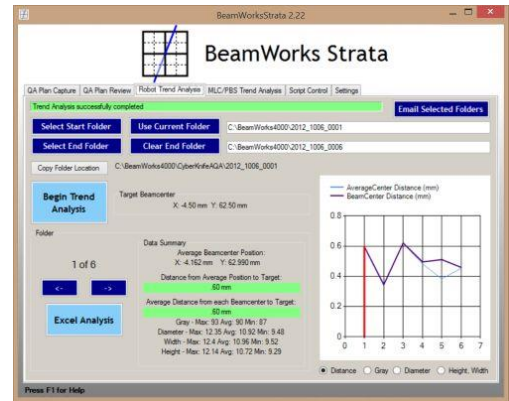 BeamWorksStrata 2.22
BeamWorks Strata
QA Plan Capture QA Plan Review Robot Trend Analysis MLC/PBS Trend Analysis Script Control Settings
Trend Analysis successfully completed
Email Selected Folders
Select Start Folder Use Current Folder C:\BeamWorks4000\2012_1006_0001
Select End Folder Clear End Folder C:\BeamWorks4000\2012_1006_0006
Copy Folder Location C:\BeamWorks4000\CyberKnifeAQA\2012_1006_0001
Begin Trend Analysis
Target Beamcenter
X: -4.50 mm Y: 62.50 mm
AverageCenter Distance (mm)
BeamCenter Distance (mm)
Folder
1 of 6
<- ->
Excel Analysis
Data Summary
Average Beamcenter Postion:
X: -4.162 mm Y: 62.990 mm
Distance from Average Position to Target:
.60 mm
Average Distance from each Beamcenter to Target:
.60 mm
Gray - Max: 93 Avg: 90 Min: 87
Diameter - Max: 12.35 Avg: 10.92 Min: 9.48
Width - Max: 12.4 Avg: 10.96 Min: 9.52
Height - Max: 12.14 Avg: 10.72 Min: 9.29
0.8
0.6
0.4
0.2
0
0 1 2 3 4 5 6 7
Distance Gray Diameter Height, Width
Press F1 for Help